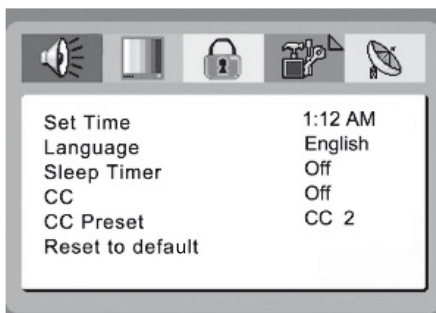 Set Time 1:12 AM
Language English
Sleep Timer Off
CC Off
CC Preset CC 2
Reset to default